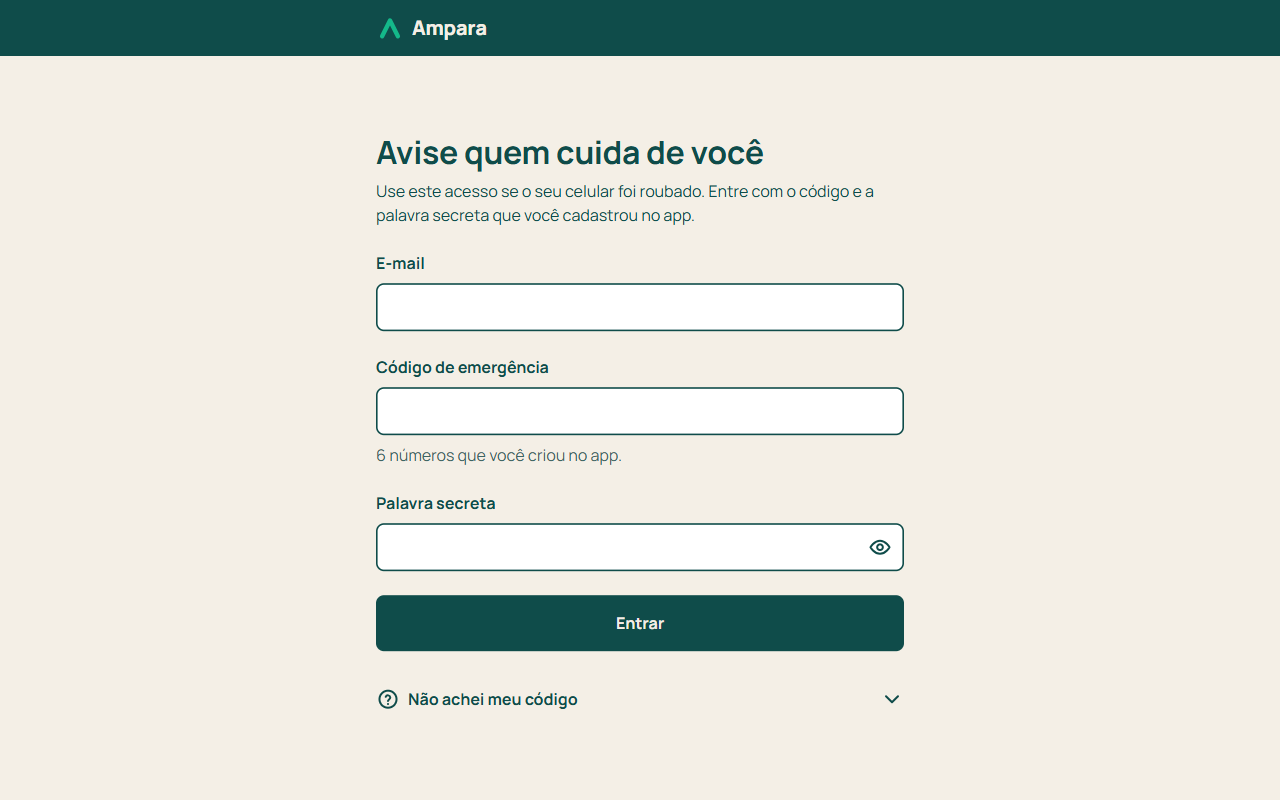 Ampara
Avise quem cuida de você
Use este acesso se o seu celular foi roubado. Entre com o código e a
palavra secreta que você cadastrou no app.
E-mail
Código de emergência
6 números que você criou no app.
Palavra secreta
Entrar
Não achei meu código